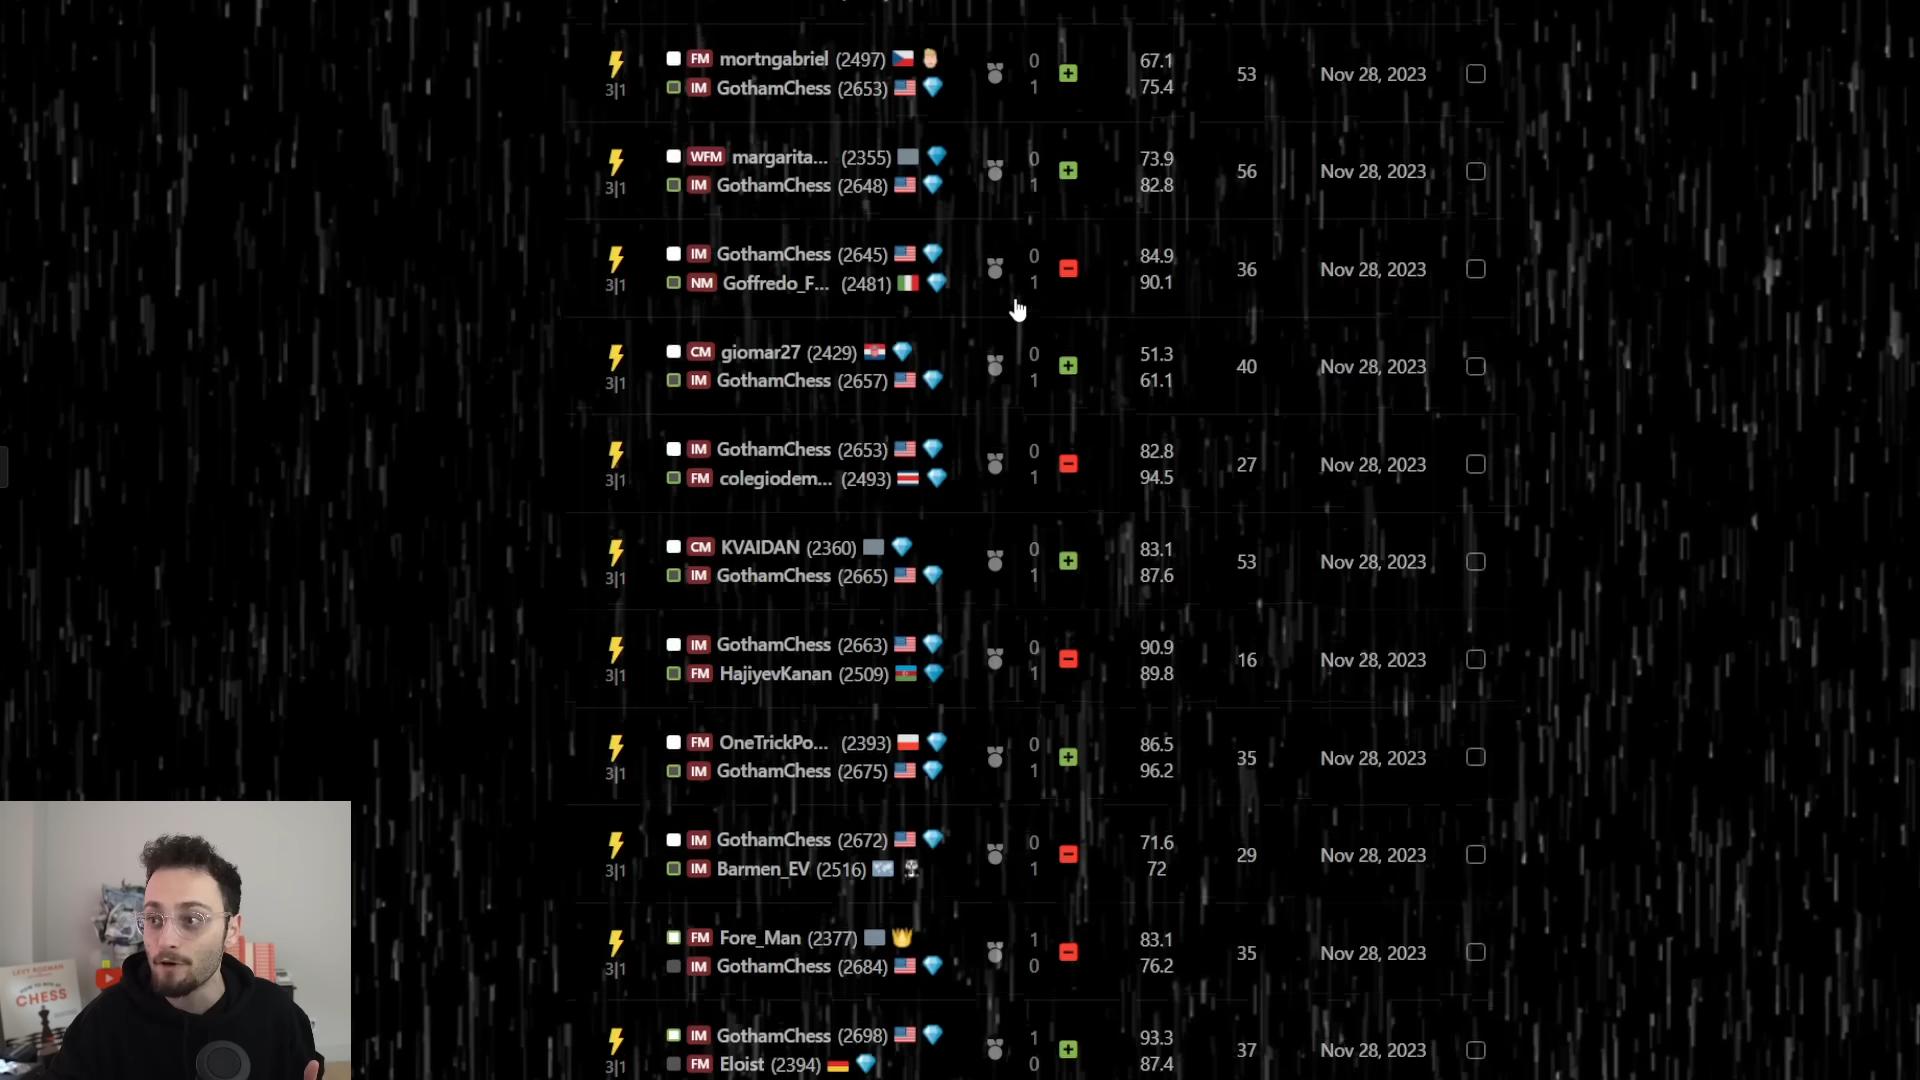 3|1
FM mortngabriel (2497) 0 67.1
IM GothamChess (2653) 1 75.4
53 Nov 28, 2023
3|1
WFM margarita... (2355) 0 73.9
IM GothamChess (2648) 1 82.8
56 Nov 28, 2023
3|1
IM GothamChess (2645) 0 84.9
NM Goffredo_F... (2481) 1 90.1
36 Nov 28, 2023
3|1
CM giomar27 (2429) 0 51.3
IM GothamChess (2657) 1 61.1
40 Nov 28, 2023
3|1
IM GothamChess (2653) 0 82.8
FM colegiodem... (2493) 1 94.5
27 Nov 28, 2023
3|1
CM KVAIDAN (2360) 0 83.1
IM GothamChess (2665) 1 87.6
53 Nov 28, 2023
3|1
IM GothamChess (2663) 0 90.9
FM HajiyevKanan (2509) 1 89.8
16 Nov 28, 2023
3|1
FM OneTrickPo... (2393) 0 86.5
IM GothamChess (2675) 1 96.2
35 Nov 28, 2023
3|1
IM GothamChess (2672) 0 71.6
IM Barmen_EV (2516) 1 72
29 Nov 28, 2023
3|1
FM Fore_Man (2377) 1 83.1
IM GothamChess (2684) 0 76.2
35 Nov 28, 2023
3|1
IM GothamChess (2698) 1 93.3
FM Eloist (2394) 0 87.4
37 Nov 28, 2023
LEVY ROZMAN
HOW TO WIN AT
CHESS